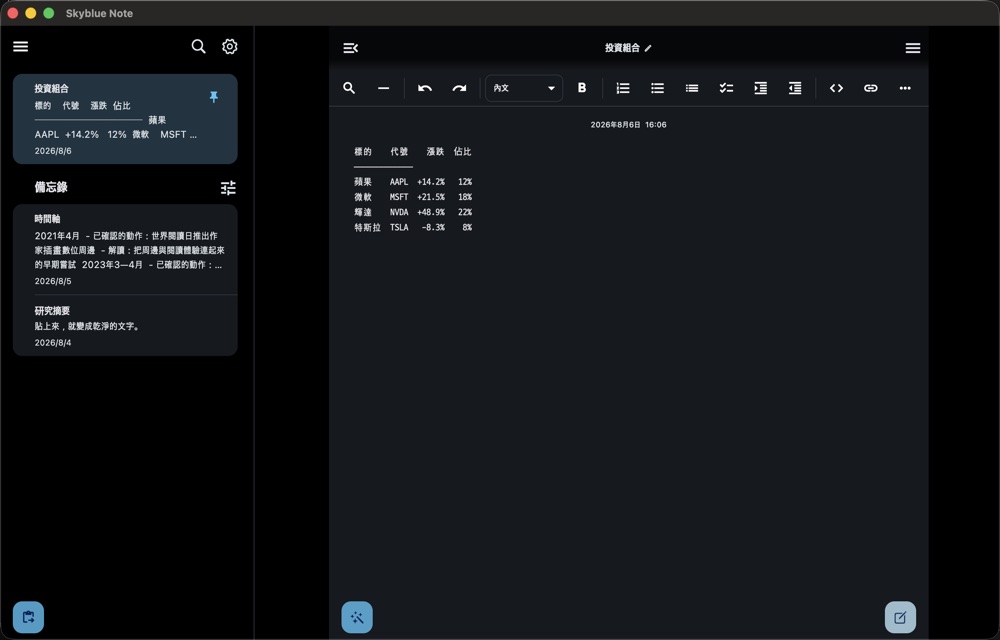 Skyblue Note
投資組合
標的 代號 漲跌 佔比
蘋果
AAPL +14.2% 12% 微軟 MSFT ...
2026/8/6
備忘錄
時間軸
2021年4月 - 已確認的動作：世界閱讀日推出作
家插畫數位周邊 - 解讀：把周邊與閱讀體驗連起來
的早期嘗試 2023年3—4月 - 已確認的動作：...
2026/8/5
研究摘要
貼上來，就變成乾淨的文字。
2026/8/4
投資組合
內文
B
2026年8月6日 16:06
標的 代號 漲跌 佔比
蘋果 AAPL +14.2% 12%
微軟 MSFT +21.5% 18%
輝達 NVDA +48.9% 22%
特斯拉 TSLA -8.3% 8%